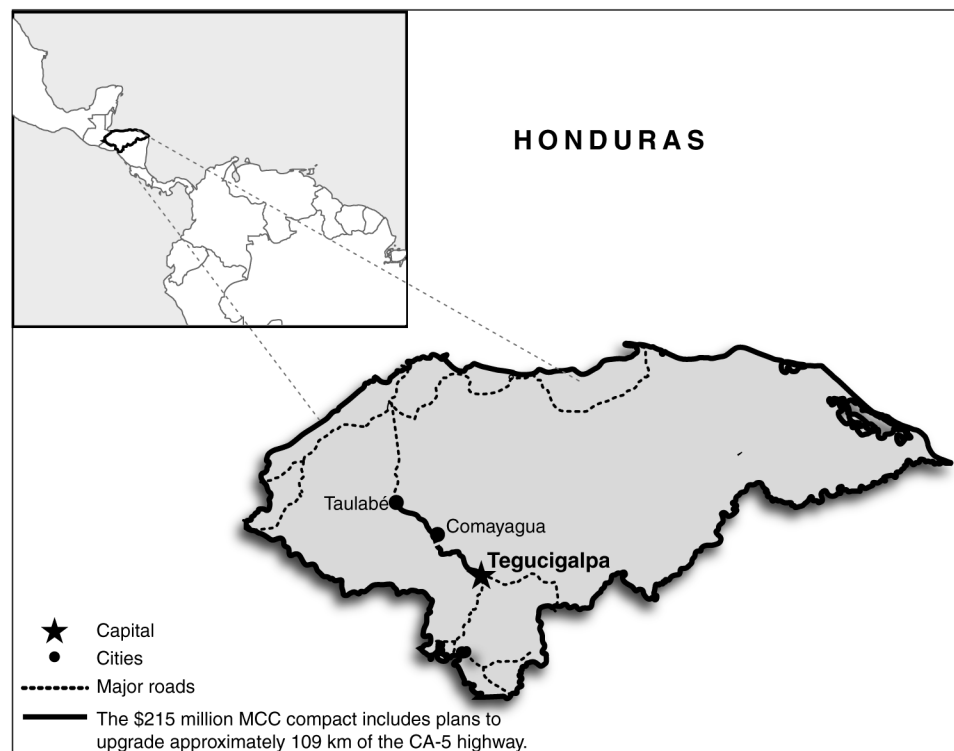 HONDURAS
Taulabé
Comayagua
Tegucigalpa
Capital
Cities
Major roads
The $215 million MCC compact includes plans to
upgrade approximately 109 km of the CA-5 highway.